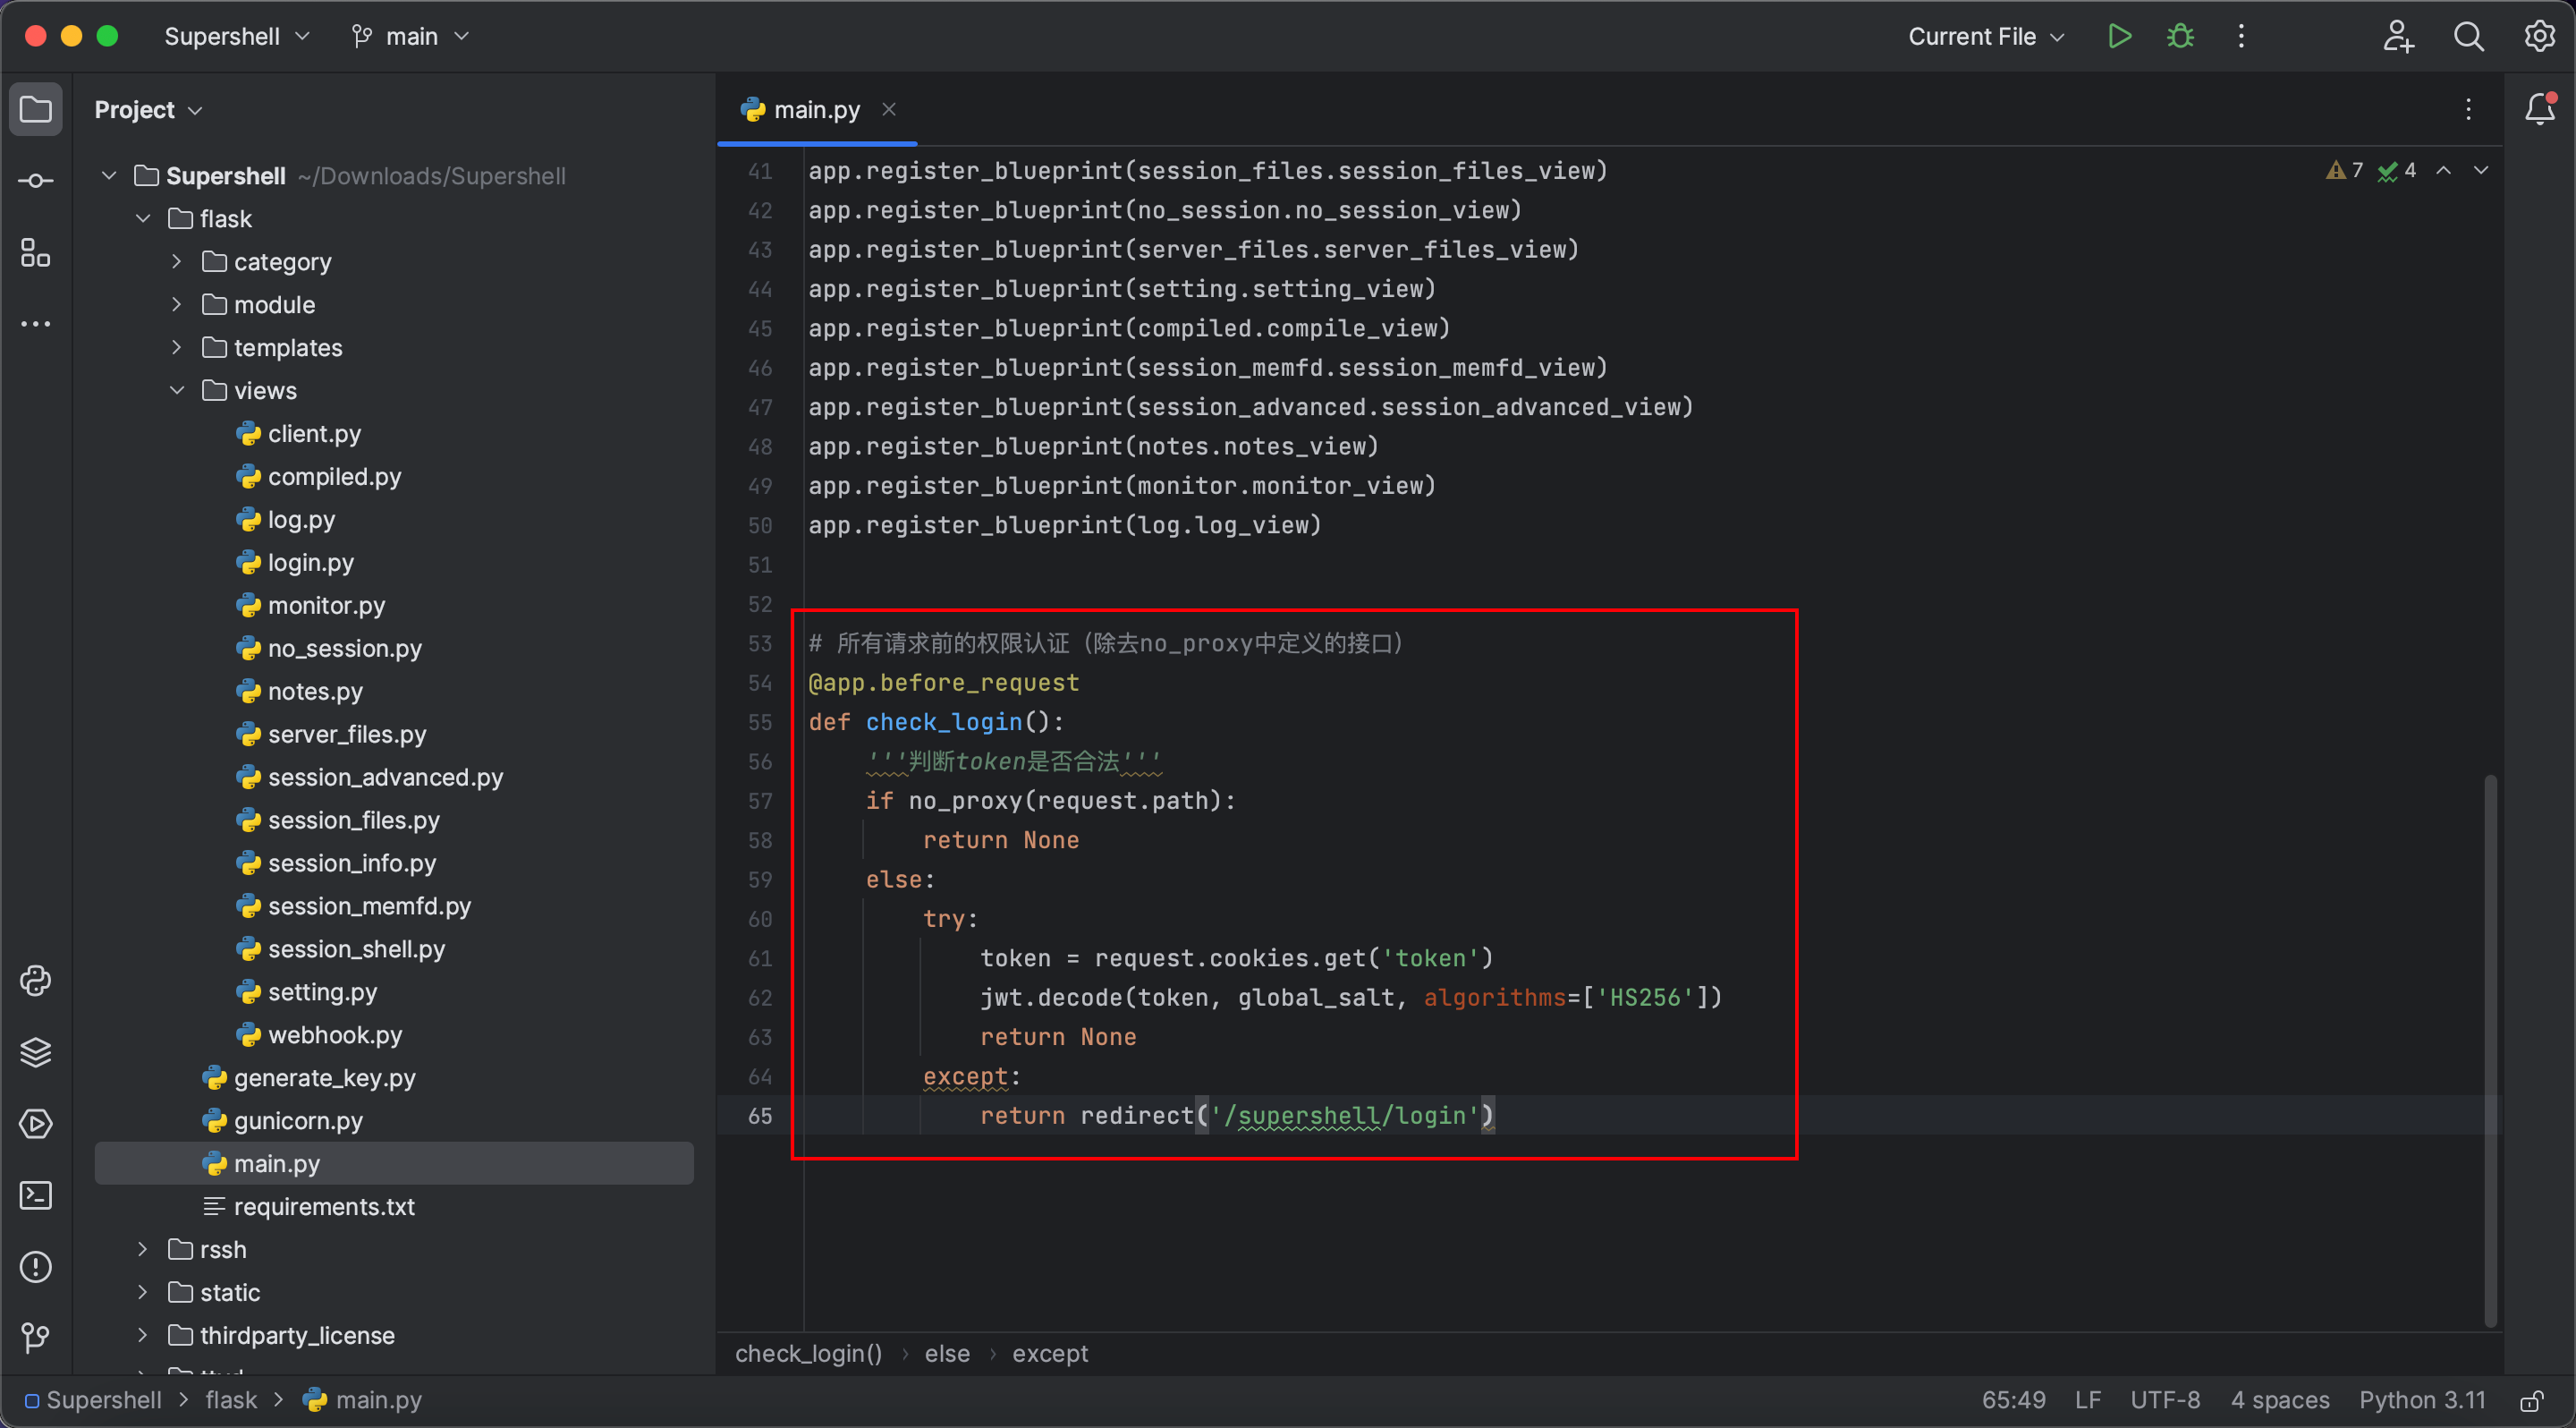 Supershell
main
Current File
Project
main.py
Supershell ~/Downloads/Supershell
flask
category
module
templates
views
client.py
compiled.py
log.py
login.py
monitor.py
no_session.py
notes.py
server_files.py
session_advanced.py
session_files.py
session_info.py
session_memfd.py
session_shell.py
setting.py
webhook.py
generate_key.py
gunicorn.py
main.py
requirements.txt
rssh
static
thirdparty_license
7 4
41 app.register_blueprint(session_files.session_files_view)
42 app.register_blueprint(no_session.no_session_view)
43 app.register_blueprint(server_files.server_files_view)
44 app.register_blueprint(setting.setting_view)
45 app.register_blueprint(compiled.compile_view)
46 app.register_blueprint(session_memfd.session_memfd_view)
47 app.register_blueprint(session_advanced.session_advanced_view)
48 app.register_blueprint(notes.notes_view)
49 app.register_blueprint(monitor.monitor_view)
50 app.register_blueprint(log.log_view)
51
52
53 # 所有请求前的权限认证（除去no_proxy中定义的接口）
54 @app.before_request
55 def check_login():
56 '''判断token是否合法'''
57 if no_proxy(request.path):
58 return None
59 else:
60 try:
61 token = request.cookies.get('token')
62 jwt.decode(token, global_salt, algorithms=['HS256'])
63 return None
64 except:
65 return redirect('/supershell/login')
check_login() › else › except
Supershell › flask › main.py
65:49 LF UTF-8 4 spaces Python 3.11